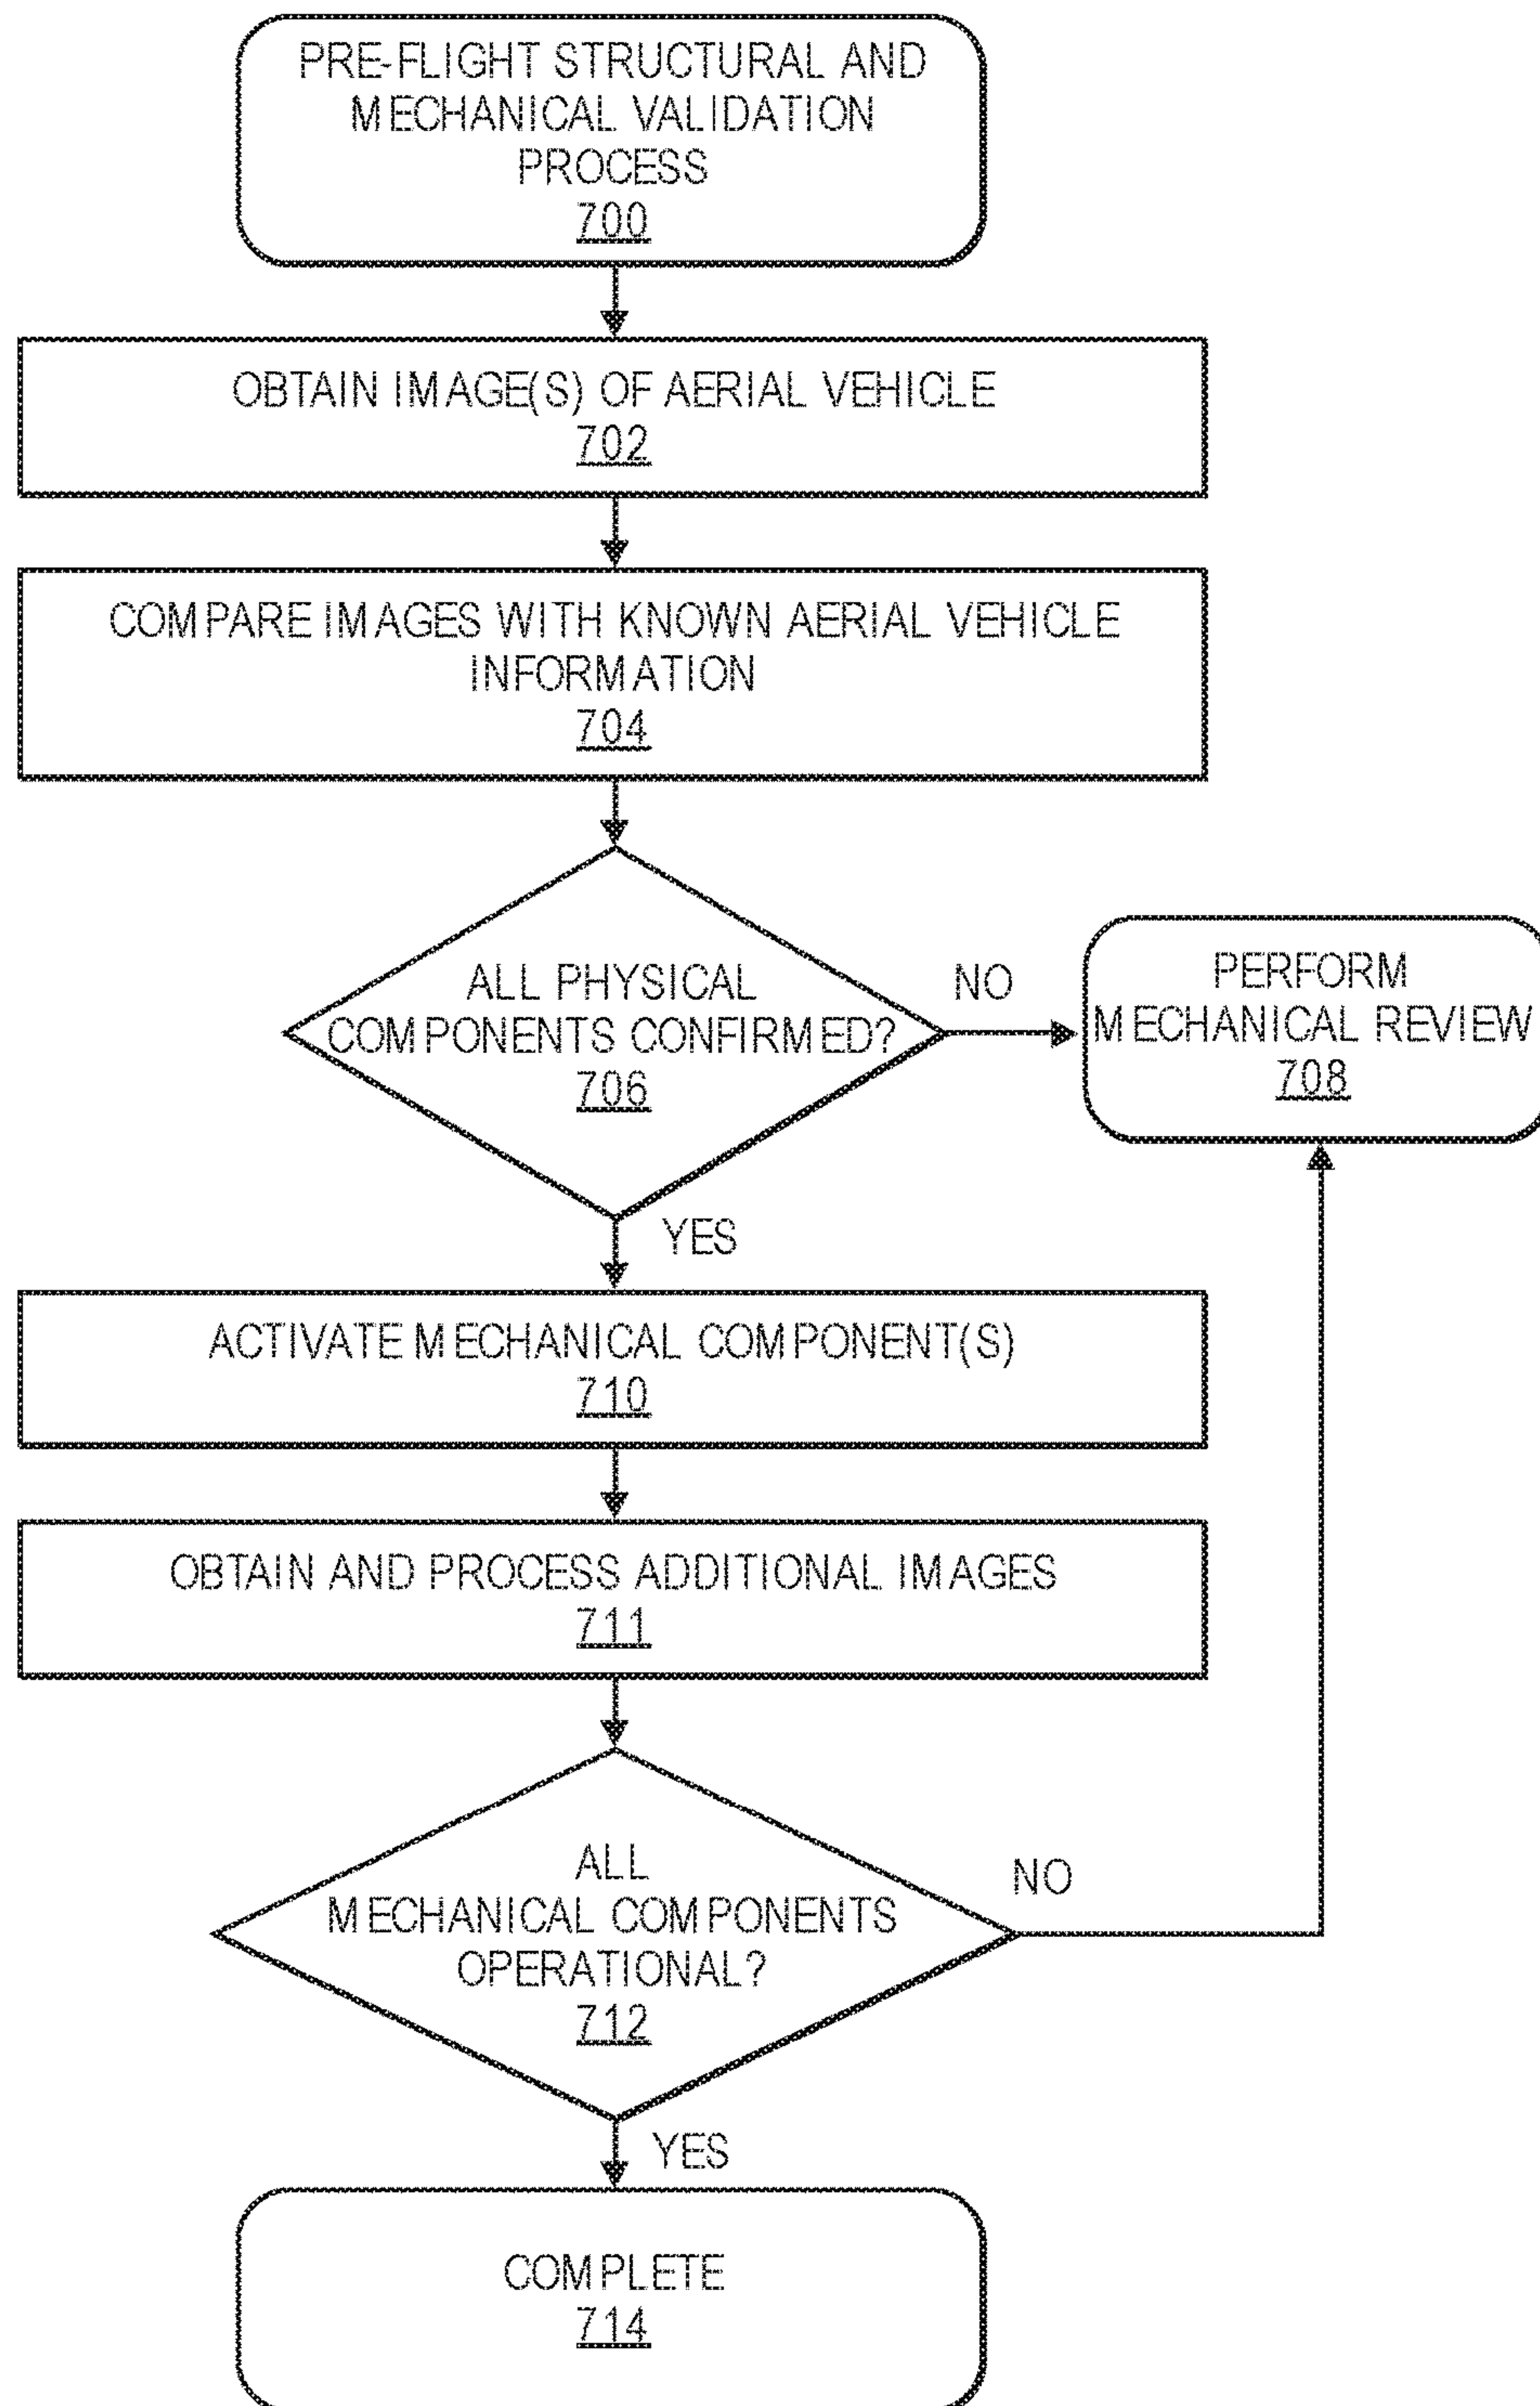 PRE-FLIGHT STRUCTURAL AND
MECHANICAL VALIDATION
PROCESS
700
OBTAIN IMAGE(S) OF AERIAL VEHICLE
702
COMPARE IMAGES WITH KNOWN AERIAL VEHICLE
INFORMATION
704
ALL PHYSICAL
COMPONENTS CONFIRMED?
706
NO
PERFORM
MECHANICAL REVIEW
708
YES
ACTIVATE MECHANICAL COMPONENT(S)
710
OBTAIN AND PROCESS ADDITIONAL IMAGES
711
ALL
MECHANICAL COMPONENTS
OPERATIONAL?
712
NO
YES
COMPLETE
714